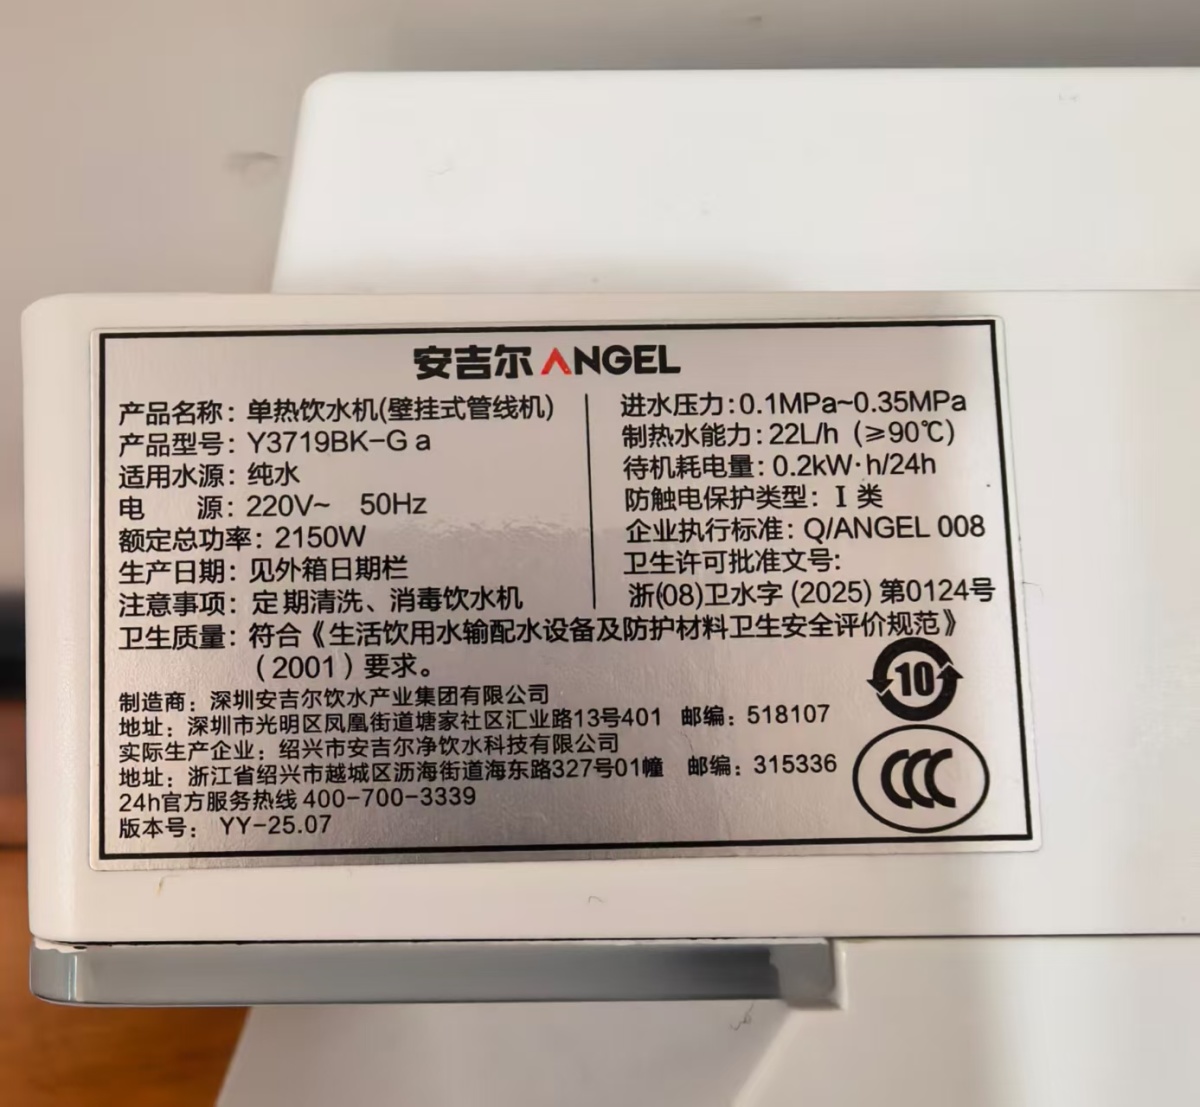 安吉尔 ANGEL
产品名称：单热饮水机(壁挂式管线机)
产品型号：Y3719BK-G a
适用水源：纯水
电 源：220V~ 50Hz
额定总功率：2150W
生产日期：见外箱日期栏
注意事项：定期清洗、消毒饮水机
进水压力：0.1MPa~0.35MPa
制热水能力：22L/h（≥90℃）
待机耗电量：0.2kW·h/24h
防触电保护类型：I 类
企业执行标准：Q/ANGEL 008
卫生许可批准文号：
浙(08)卫水字（2025）第0124号
卫生质量：符合《生活饮用水输配水设备及防护材料卫生安全评价规范》
（2001）要求。
制造商：深圳安吉尔饮水产业集团有限公司
地址：深圳市光明区凤凰街道塘家社区汇业路13号401 邮编：518107
实际生产企业：绍兴市安吉尔净饮水科技有限公司
地址：浙江省绍兴市越城区沥海街道海东路327号01幢 邮编：315336
24h官方服务热线 400-700-3339
版本号： YY-25.07
10
CCC